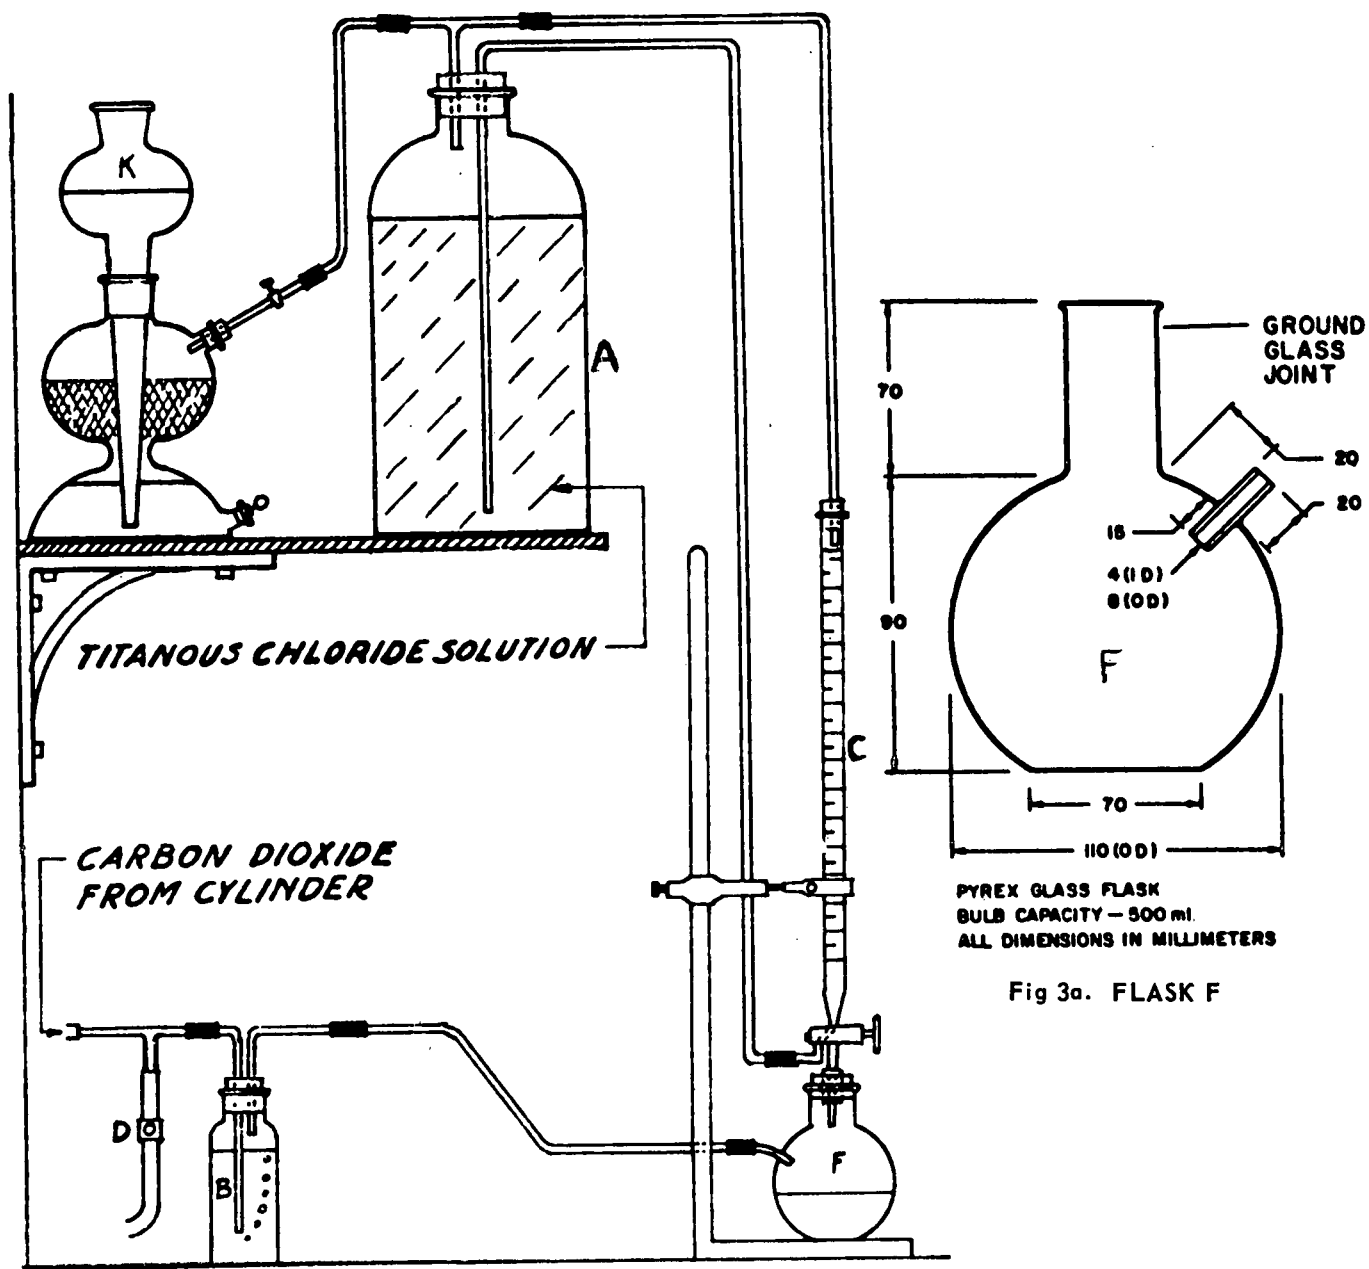 K
A
TITANOUS CHLORIDE SOLUTION
C
CARBON DIOXIDE
FROM CYLINDER
D
B
F
GROUND
GLASS
JOINT
70
20
20
15
4 (I D)
8 (O D)
90
F
70
110 (O D)
PYREX GLASS FLASK
BULB CAPACITY – 500 ml.
ALL DIMENSIONS IN MILLIMETERS
Fig 3a. FLASK F